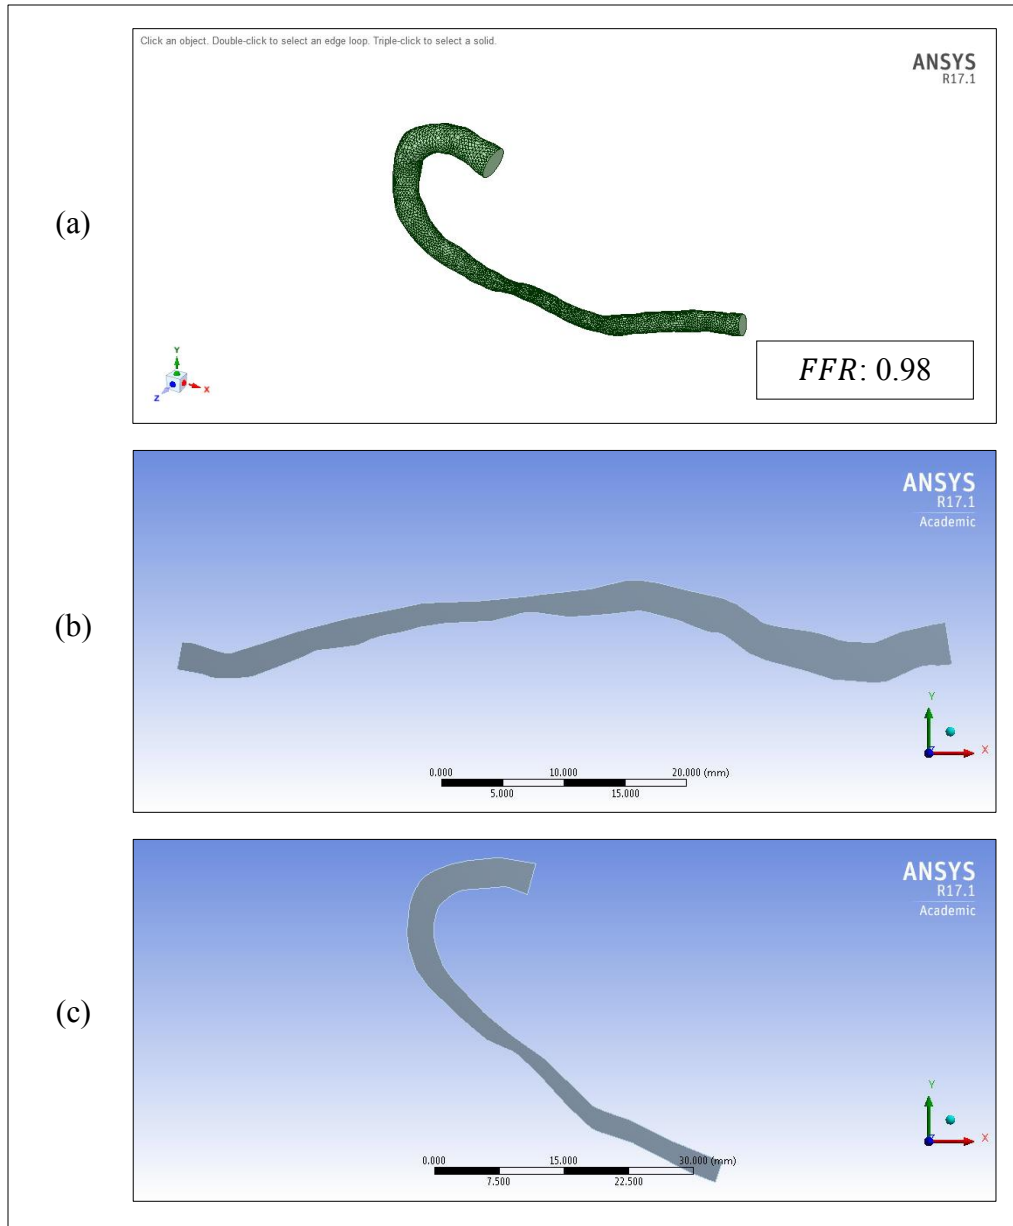 Click an object. Double-click to select an edge loop. Triple-click to select a solid.
ANSYS
R17.1
(a)
Y
X
Z
FFR: 0.98
ANSYS
R17.1
Academic
(b)
Y
X
Z
0.000 10.000 20.000 (mm)
5.000 15.000
ANSYS
R17.1
Academic
(c)
Y
X
Z
0.000 15.000 30.000 (mm)
7.500 22.500